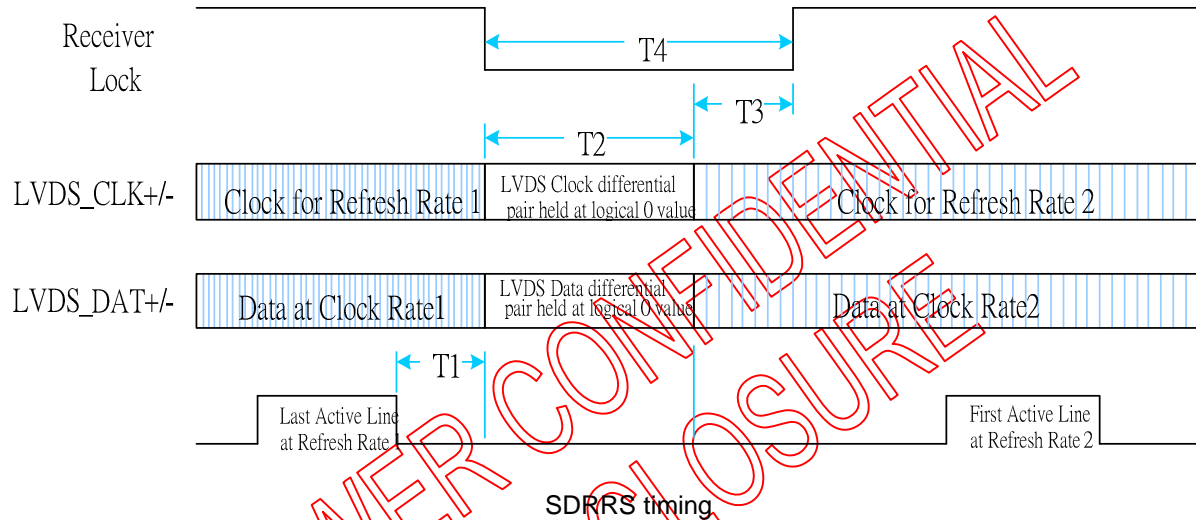 Receiver
Lock
T4
T3
T2
LVDS_CLK+/-
Clock for Refresh Rate 1
LVDS Clock differential
pair held at logical 0 value
Clock for Refresh Rate 2
LVDS_DAT+/-
Data at Clock Rate1
LVDS Data differential
pair held at logical 0 value
Data at Clock Rate2
T1
Last Active Line
at Refresh Rate 1
First Active Line
at Refresh Rate 2
CONFIDENTIAL
SDRRS timing